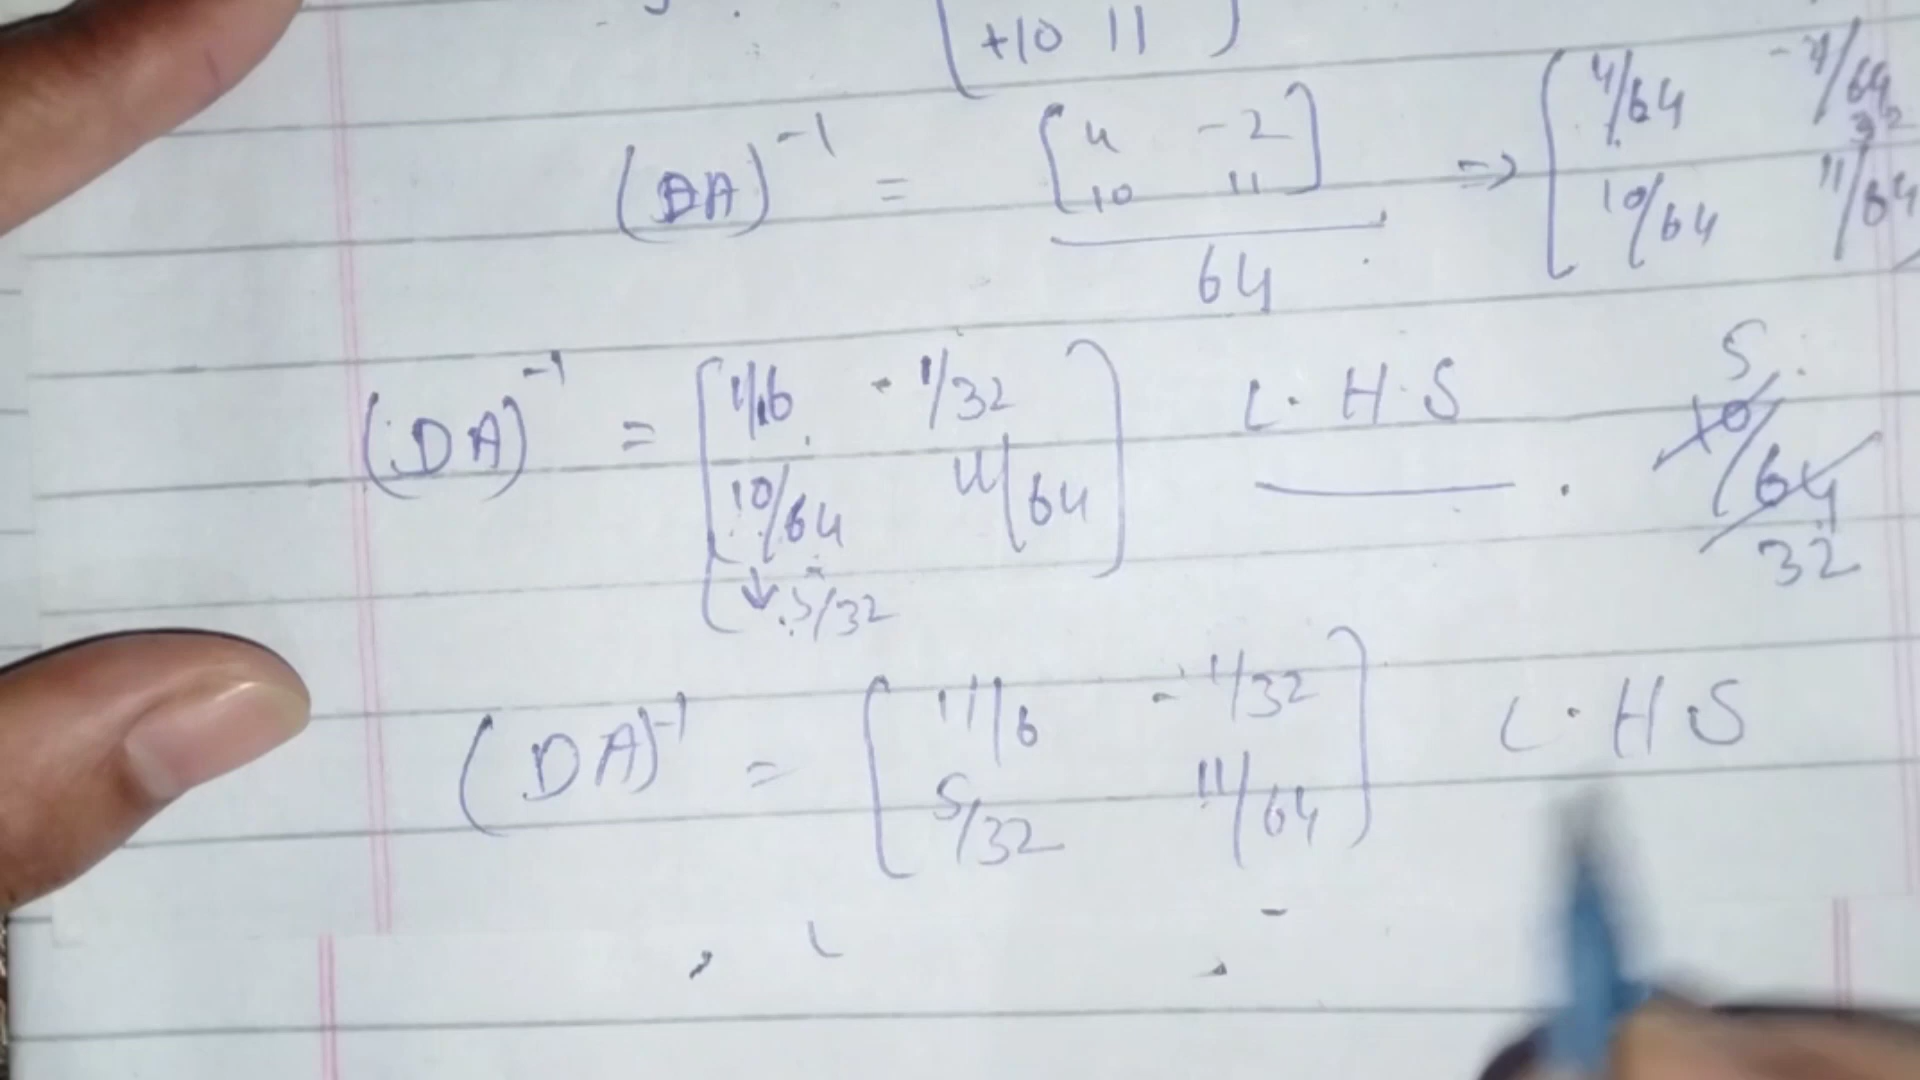 +10 11
(DA)⁻¹ = [4 -2
10 11]
64
=> [4/64 -2/64
32
10/64 11/64
(DA)⁻¹ = [1/16 -1/32
10/64 11/64]
↓ 5/32
L.H.S
5
10/64
32
(DA)⁻¹ = [1/16 -1/32
5/32 11/64]
L.H.S